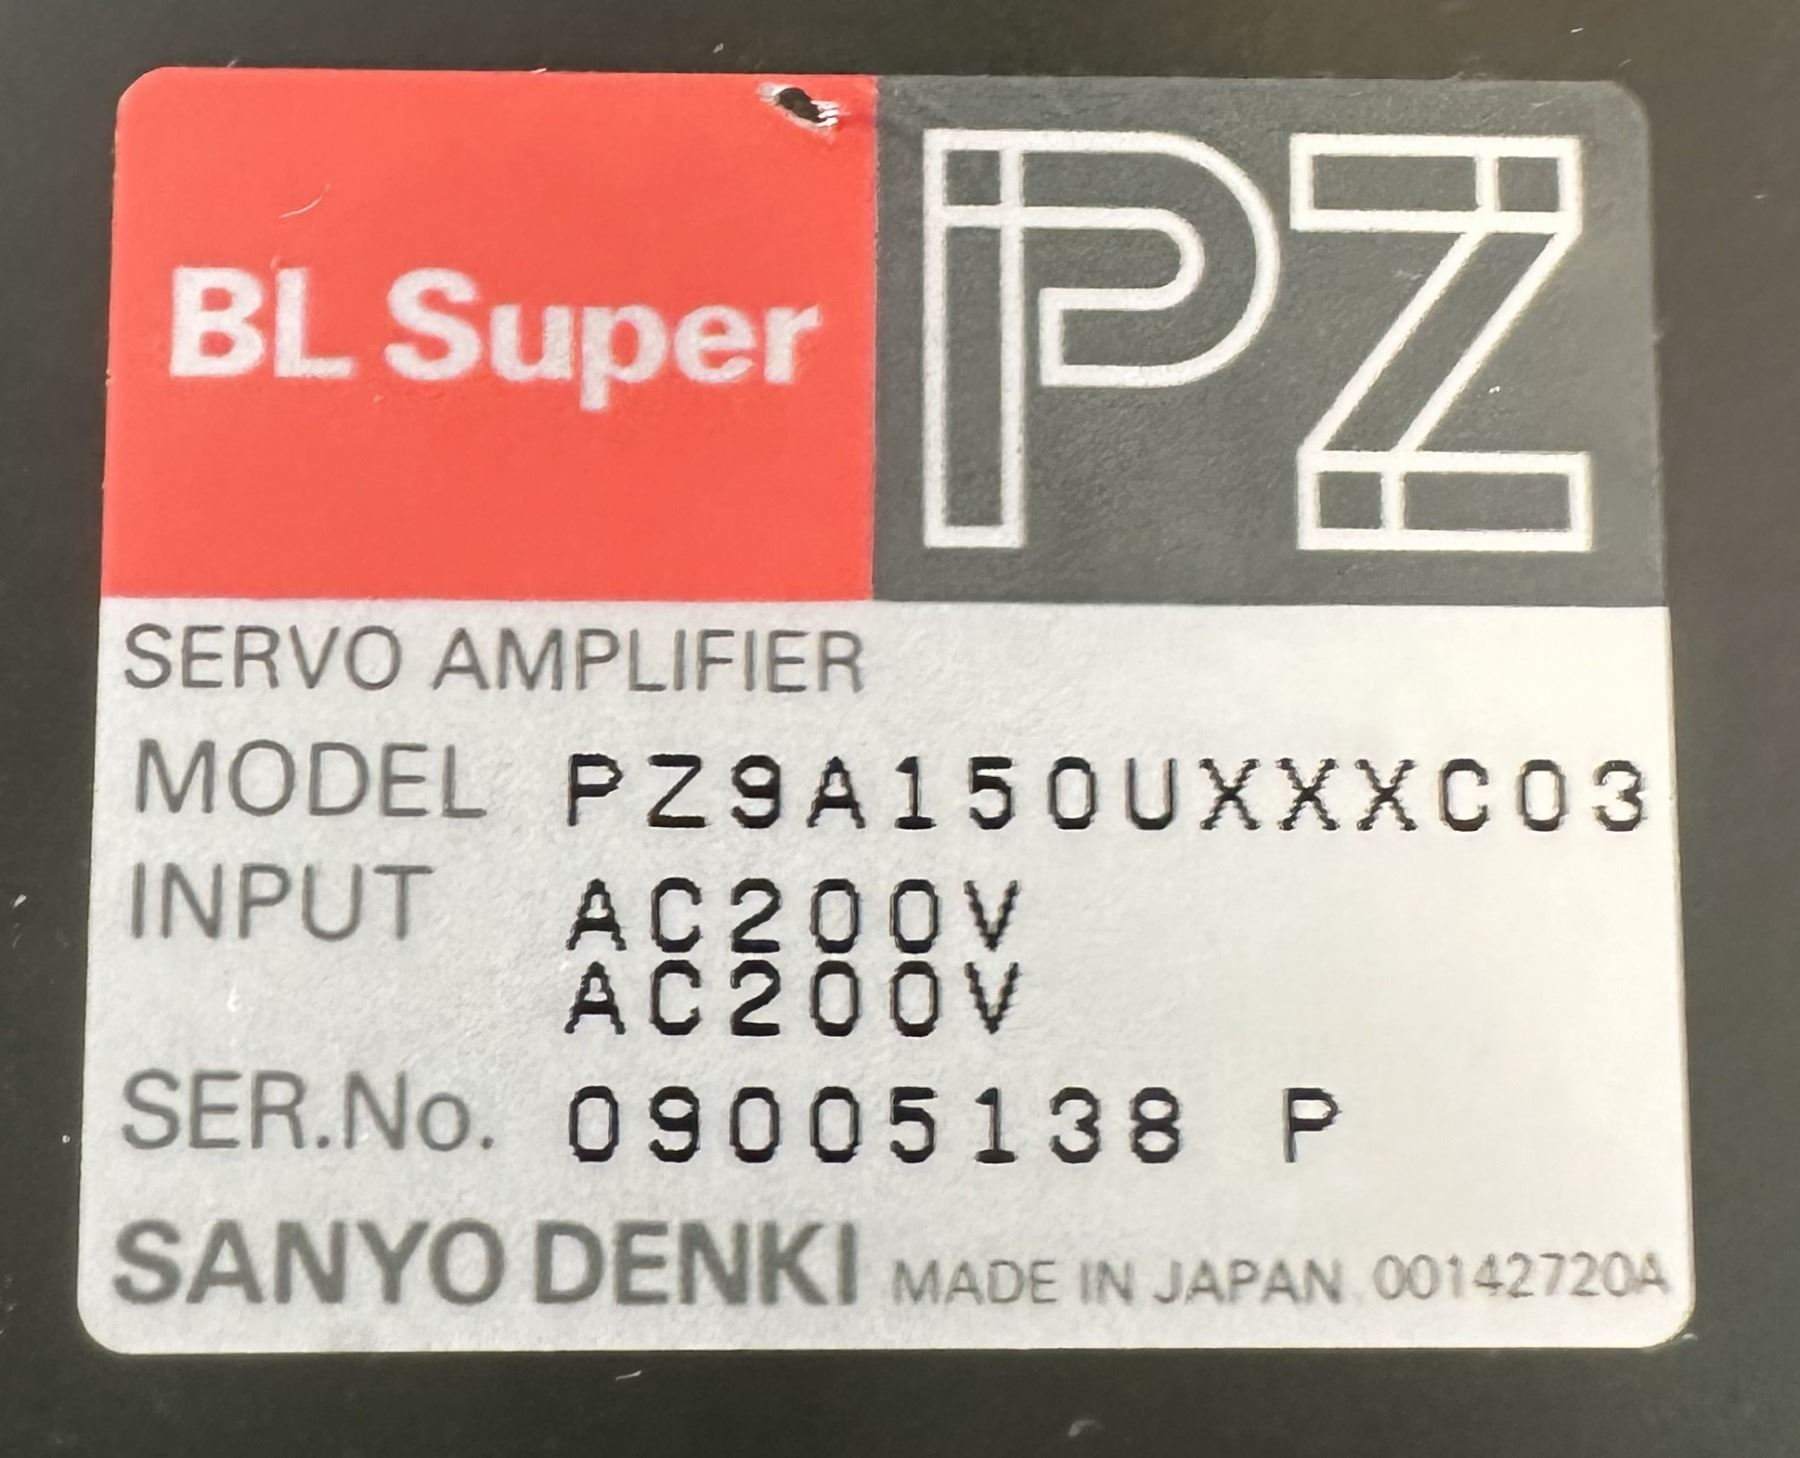 BL Super PZ
SERVO AMPLIFIER
MODEL PZ9A150UXXXC03
INPUT AC200V
AC200V
SER.No. 09005138 P
SANYO DENKI MADE IN JAPAN 00142720A